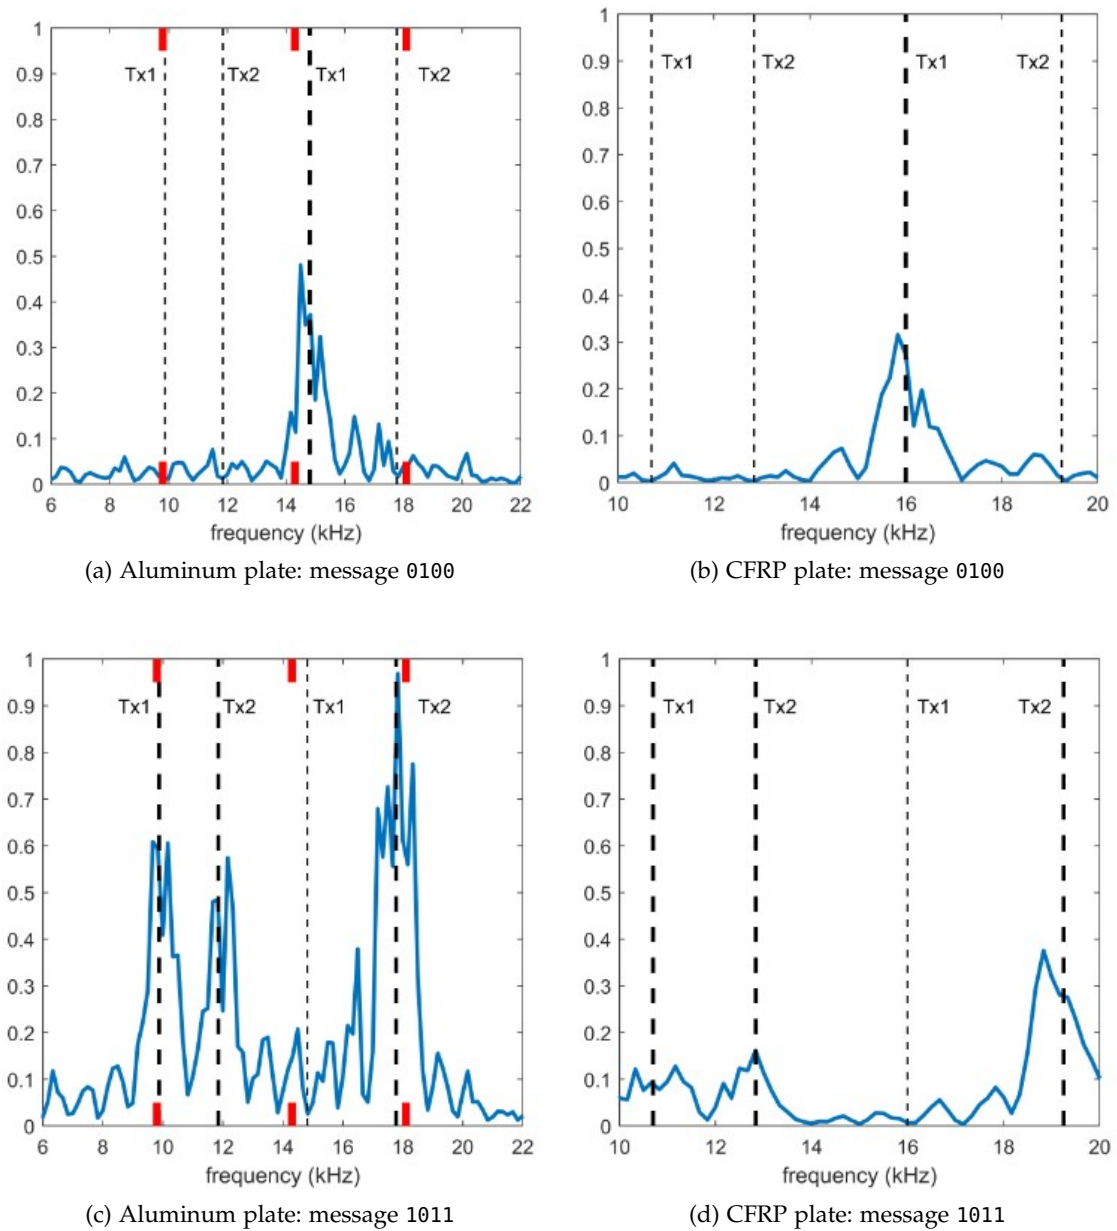 1
0.9
0.8
0.7
0.6
0.5
0.4
0.3
0.2
0.1
0
Tx1 Tx2 Tx1 Tx2
6 8 10 12 14 16 18 20 22
frequency (kHz)
(a) Aluminum plate: message 0100
1
0.9
0.8
0.7
0.6
0.5
0.4
0.3
0.2
0.1
0
Tx1 Tx2 Tx1 Tx2
10 12 14 16 18 20
frequency (kHz)
(b) CFRP plate: message 0100
1
0.9
0.8
0.7
0.6
0.5
0.4
0.3
0.2
0.1
0
Tx1 Tx2 Tx1 Tx2
6 8 10 12 14 16 18 20 22
frequency (kHz)
(c) Aluminum plate: message 1011
1
0.9
0.8
0.7
0.6
0.5
0.4
0.3
0.2
0.1
0
Tx1 Tx2 Tx1 Tx2
10 12 14 16 18 20
frequency (kHz)
(d) CFRP plate: message 1011